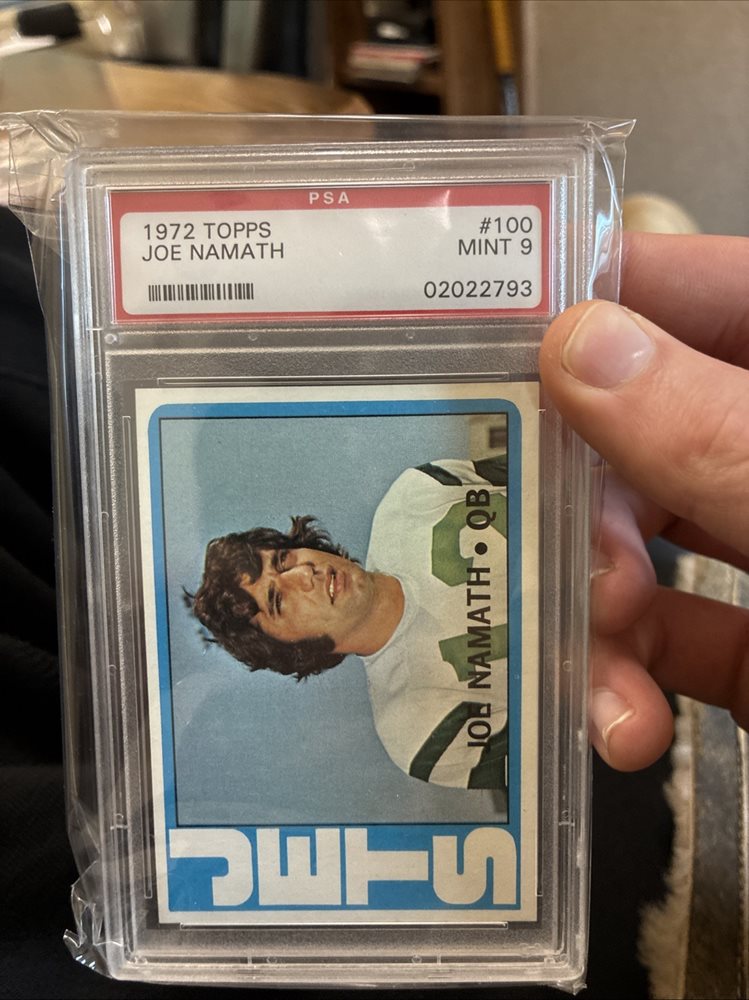 PSA
1972 TOPPS #100
JOE NAMATH MINT 9
02022793
JOE NAMATH • QB
JETS